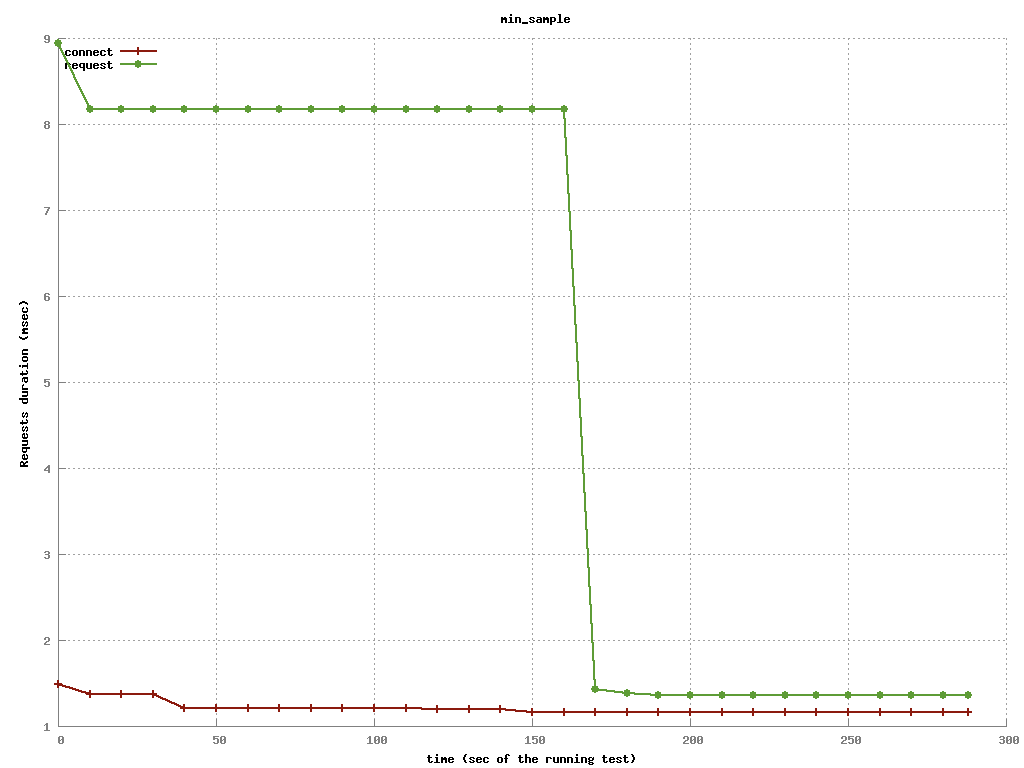 min_sample
connect
request
9
8
7
6
5
4
3
2
1
Requests duration (msec)
0 50 100 150 200 250 300
time (sec of the running test)